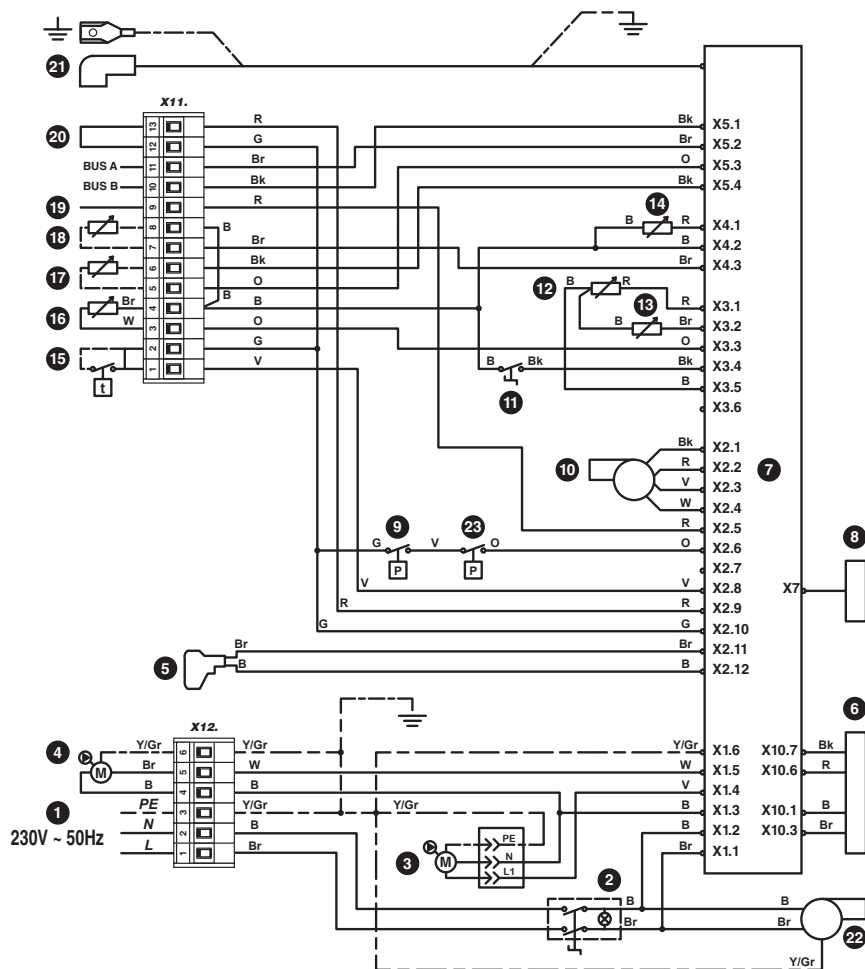 21
X11.
R
Bk
X5.1
20
13
12
G
Br
X5.2
BUS A
11
Br
O
X5.3
BUS B
10
Bk
Bk
X5.4
19
9
R
14
18
8
B
B
R
X4.1
B
X4.2
7
Br
Br
X4.3
17
6
Bk
12
B
R
5
O
B
13
R
X3.1
16
Br
4
B
B
Br
X3.2
W
3
O
O
X3.3
15
2
G
B
Bk
Bk
X3.4
t
1
V
B
X3.5
11
X3.6
Bk
X2.1
10
R
X2.2
7
V
X2.3
W
X2.4
9
23
R
X2.5
8
G
V
O
O
X2.6
P
P
X2.7
V
V
X2.8
X7
R
R
X2.9
G
G
X2.10
Br
Br
X2.11
5
B
B
X2.12
6
X12.
4
Y/Gr
6
Y/Gr
Y/Gr
X1.6
X10.7
Bk
M
Br
5
W
W
X1.5
X10.6
R
B
4
B
V
X1.4
1
PE
3
Y/Gr
Y/Gr
B
X1.3
X10.1
B
230V ~ 50Hz
N
2
B
PE
B
X1.2
X10.3
Br
L
1
Br
3
M
N
Br
X1.1
L1
2
B
B
Br
Br
22
Y/Gr